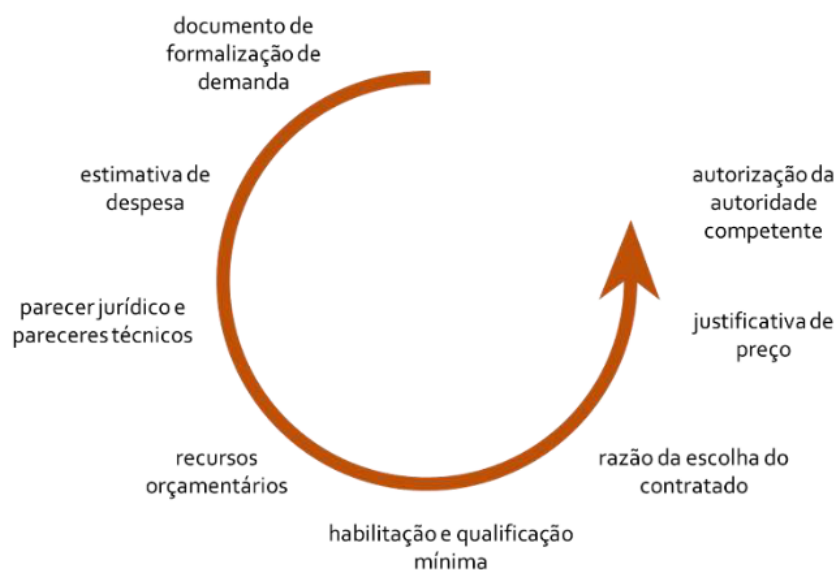 documento de
formalização de
demanda
estimativa de
despesa
parecer jurídico e
pareceres técnicos
recursos
orçamentários
habilitação e qualificação
mínima
razão da escolha do
contratado
justificativa de
preço
autorização da
autoridade
competente